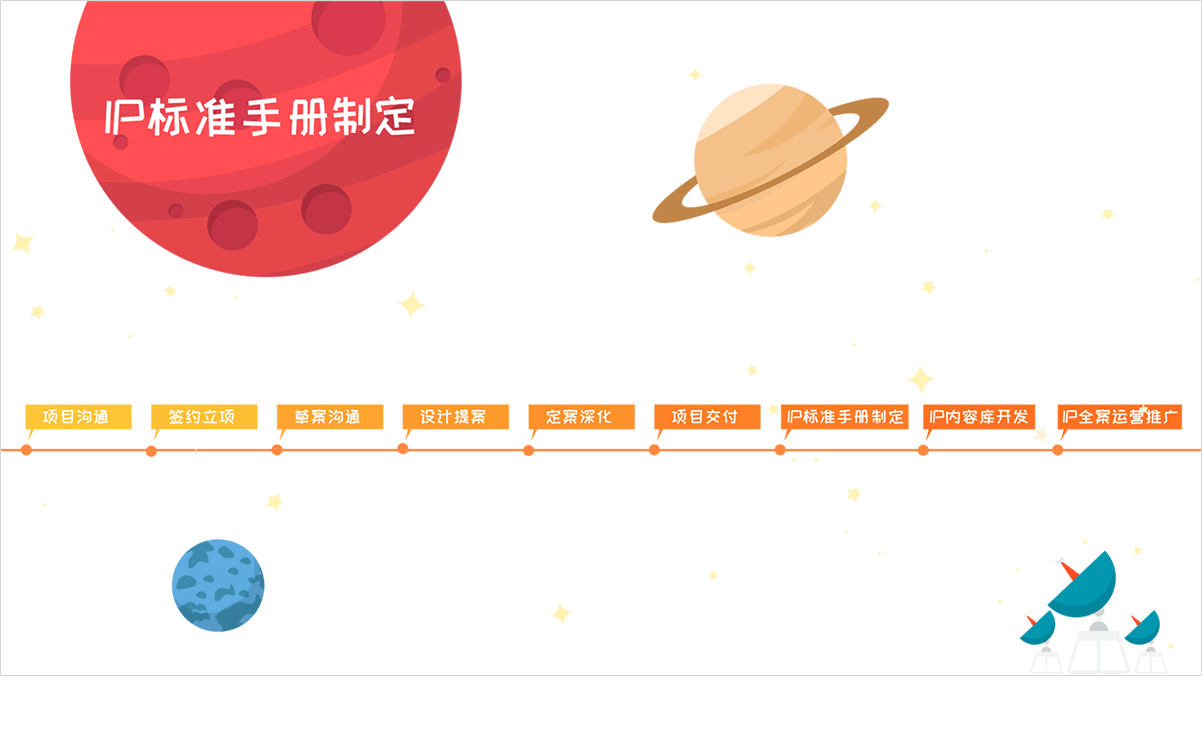 IP标准手册制定
项目沟通
签约立项
草案沟通
设计提案
定案深化
项目交付
IP标准手册制定
IP内容库开发
IP全案运营推广